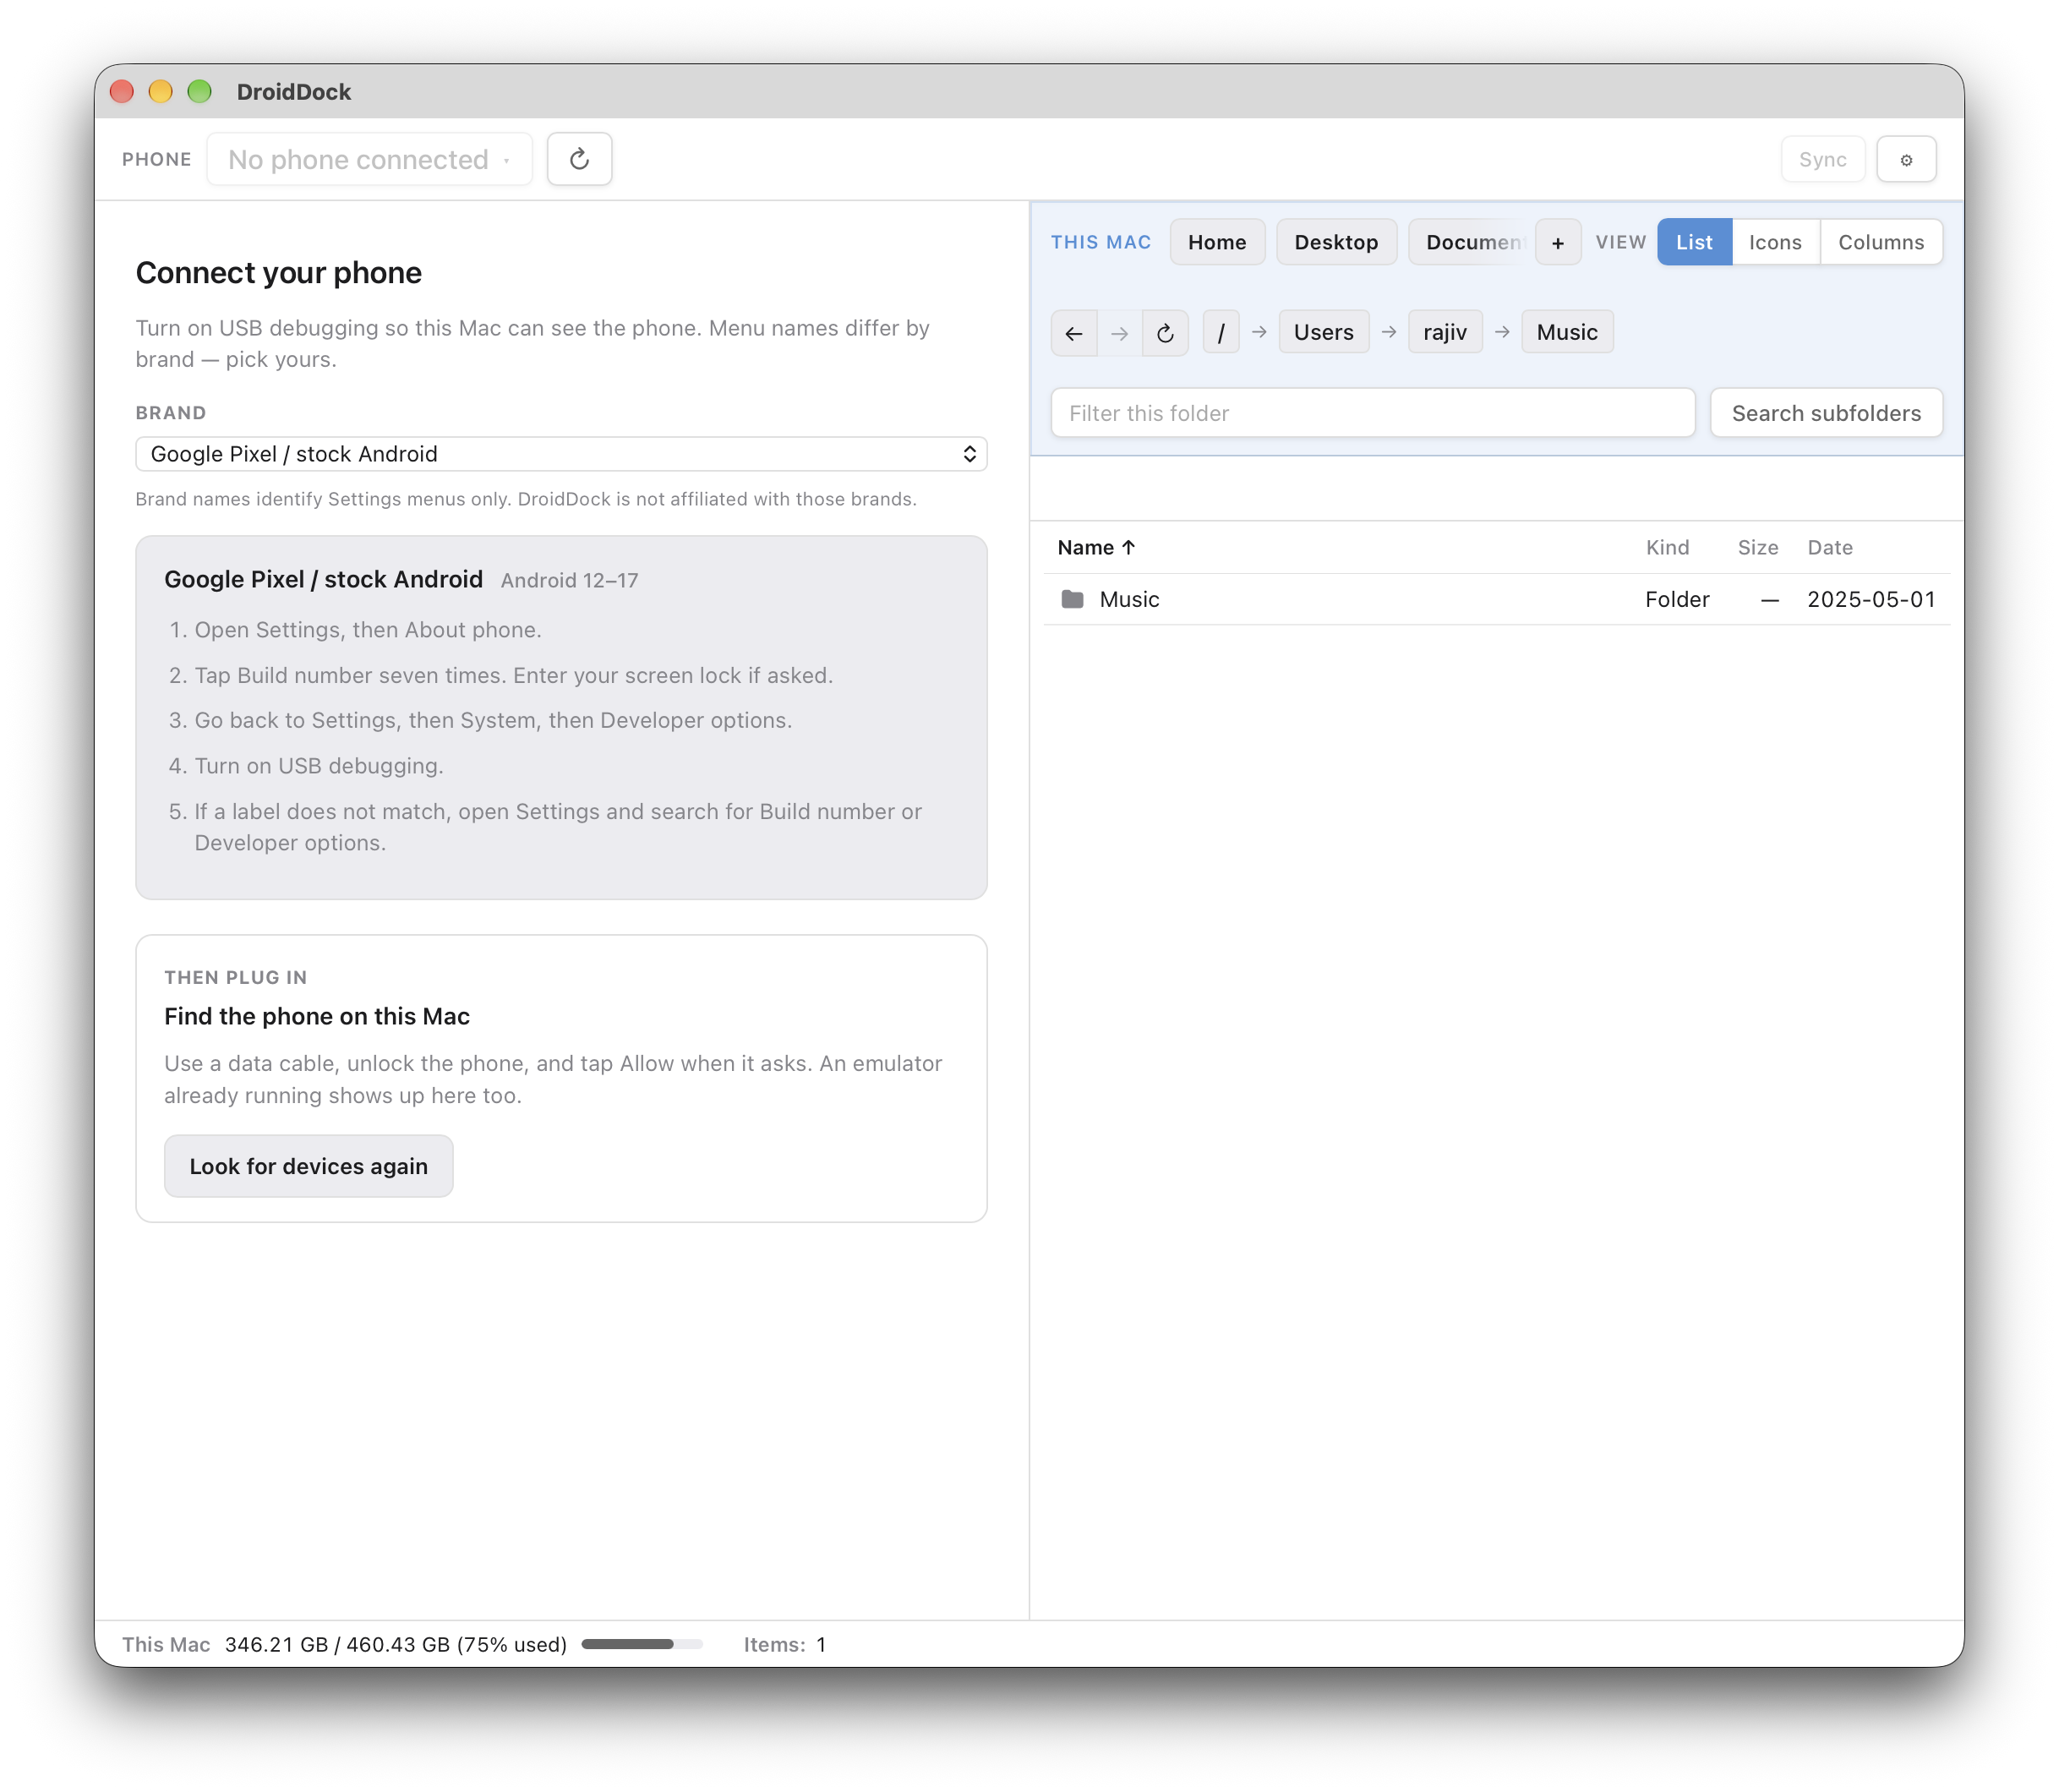 DroidDock
PHONE No phone connected
Sync
Connect your phone
Turn on USB debugging so this Mac can see the phone. Menu names differ by
brand — pick yours.
BRAND
Google Pixel / stock Android
Brand names identify Settings menus only. DroidDock is not affiliated with those brands.
Google Pixel / stock Android Android 12–17
1. Open Settings, then About phone.
2. Tap Build number seven times. Enter your screen lock if asked.
3. Go back to Settings, then System, then Developer options.
4. Turn on USB debugging.
5. If a label does not match, open Settings and search for Build number or
Developer options.
THEN PLUG IN
Find the phone on this Mac
Use a data cable, unlock the phone, and tap Allow when it asks. An emulator
already running shows up here too.
Look for devices again
THIS MAC Home Desktop Document + VIEW List Icons Columns
← → / → Users → rajiv → Music
Filter this folder Search subfolders
Name ↑ Kind Size Date
Music Folder — 2025-05-01
This Mac 346.21 GB / 460.43 GB (75% used) Items: 1